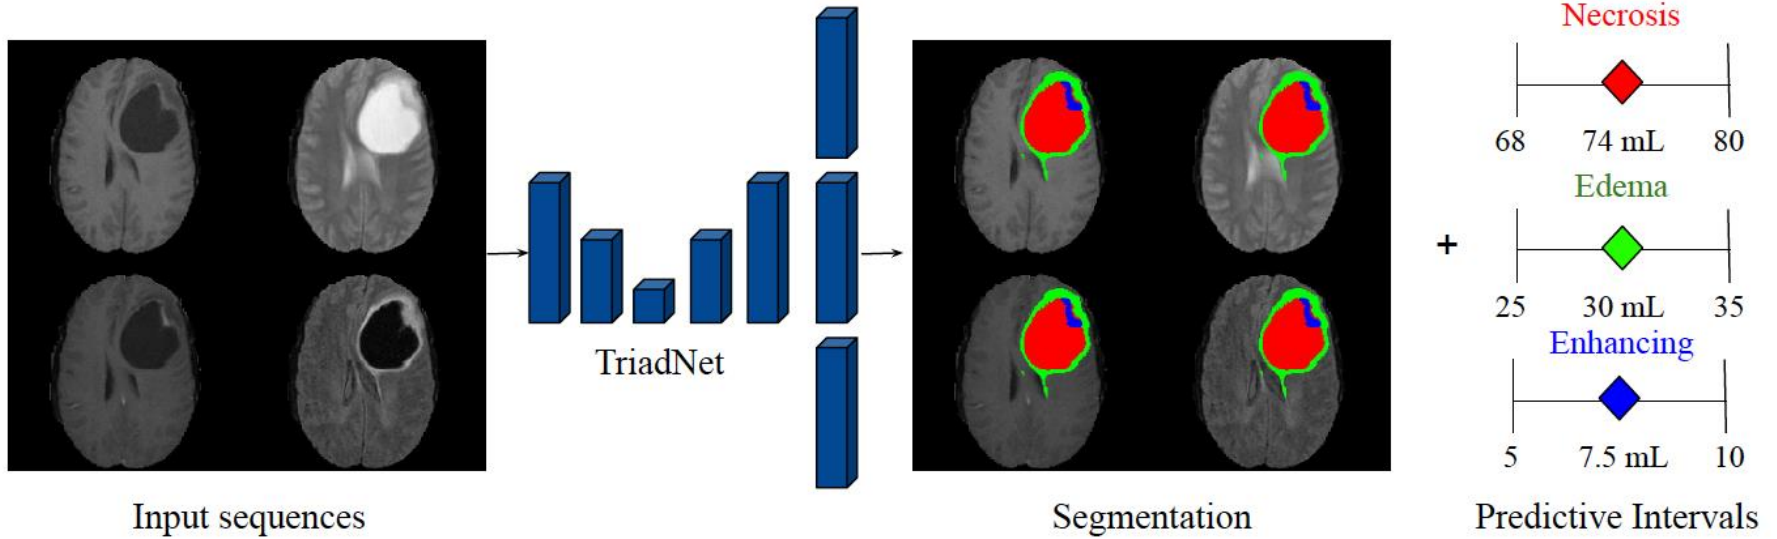 Necrosis
68 74 mL 80
Edema
+
25 30 mL 35
Enhancing
5 7.5 mL 10
TriadNet
Input sequences
Segmentation
Predictive Intervals